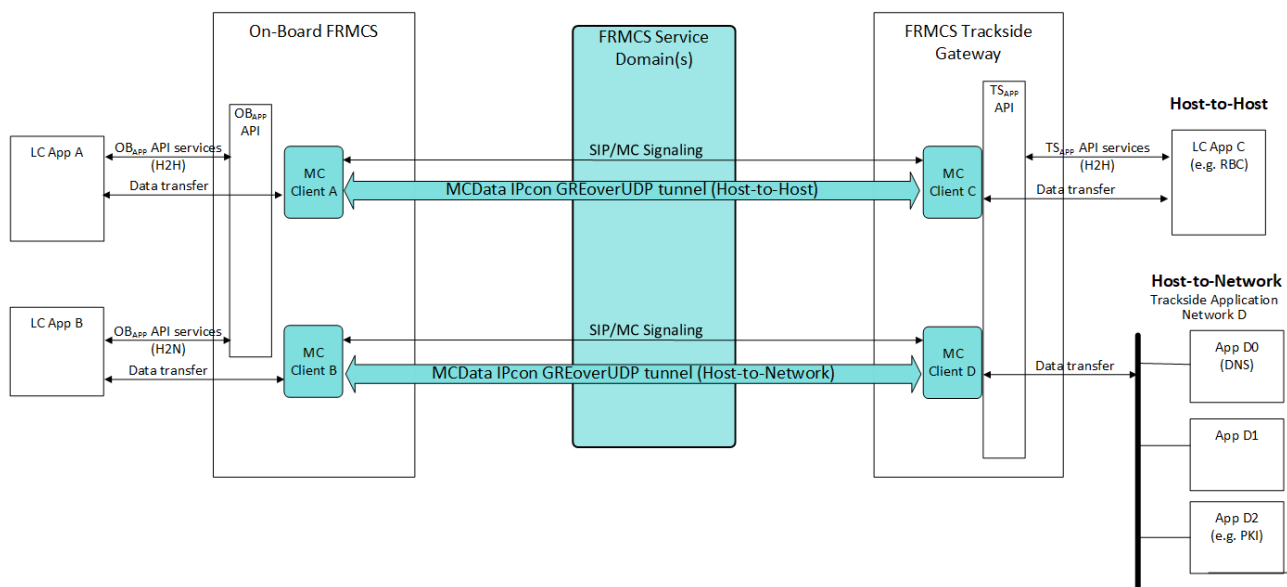 On-Board FRMCS
FRMCS Service
Domain(s)
FRMCS Trackside
Gateway
OBAPP
API
TSAPP
API
Host-to-Host
LC App A
OBAPP API services
(H2H)
Data transfer
MC
Client A
SIP/MC Signaling
MCData IPcon GREoverUDP tunnel (Host-to-Host)
MC
Client C
TSAPP API services
(H2H)
Data transfer
LC App C
(e.g. RBC)
Host-to-Network
Trackside Application
Network D
LC App B
OBAPP API services
(H2N)
Data transfer
MC
Client B
SIP/MC Signaling
MCData IPcon GREoverUDP tunnel (Host-to-Network)
MC
Client D
Data transfer
App D0
(DNS)
App D1
App D2
(e.g. PKI)